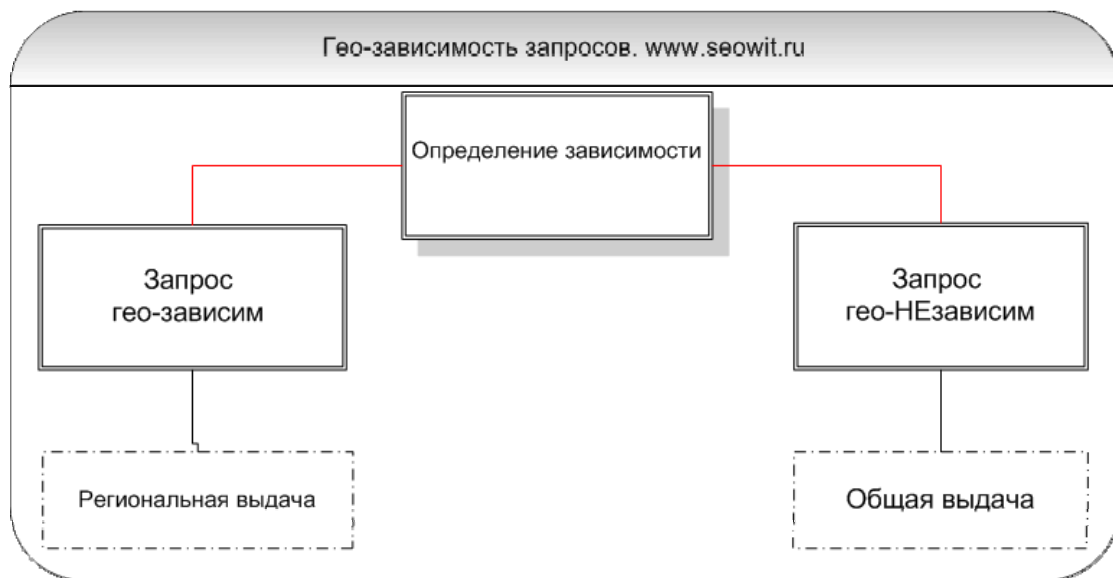 Гео-зависимость запросов. www.seowit.ru
Определение зависимости
Запрос
гео-зависим
Запрос
гео-НЕзависим
Региональная выдача
Общая выдача